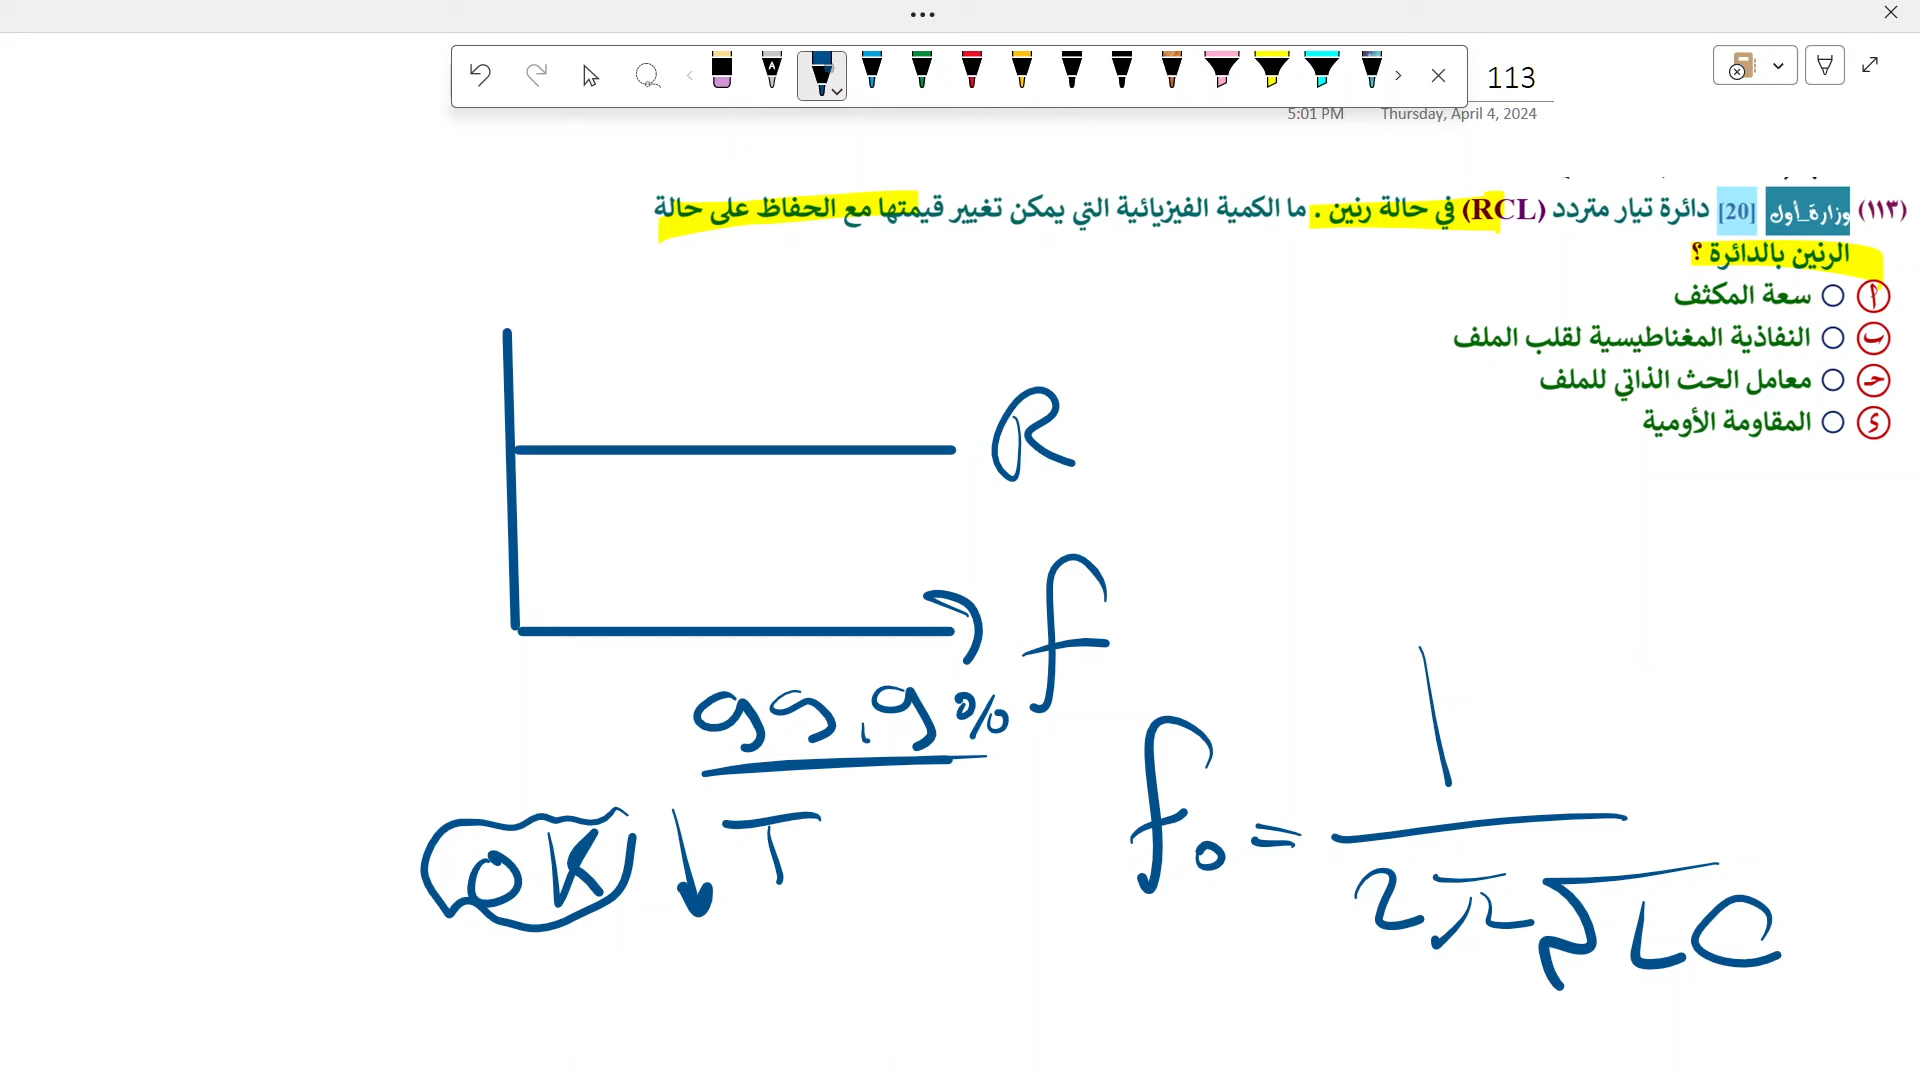 113
5:01 PM Thursday, April 4, 2024
(١١٣) وزارة_أول [20] دائرة تيار متردد (RCL) في حالة رنين . ما الكمية الفيزيائية التي يمكن تغيير قيمتها مع الحفاظ على حالة
الرنين بالدائرة ؟
أ سعة المكثف
ب النفاذية المغناطيسية لقلب الملف
جـ معامل الحث الذاتي للملف
د المقاومة الأومية
R
f
99,9%
OK ↓ T
f₀ = 1 / 2π√LC